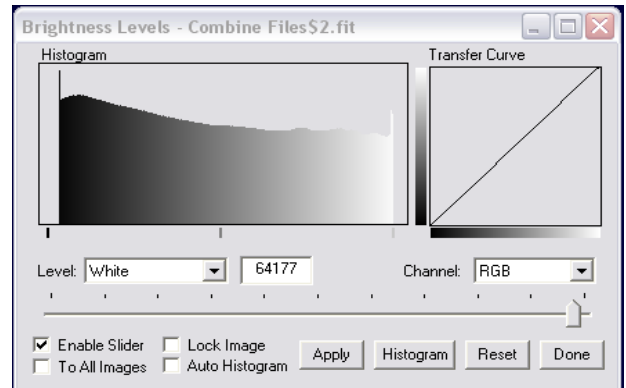 Brightness Levels - Combine Files$2.fit
Histogram
Transfer Curve
Level: White 64177 Channel: RGB
Enable Slider Lock Image
To All Images Auto Histogram
Apply Histogram Reset Done